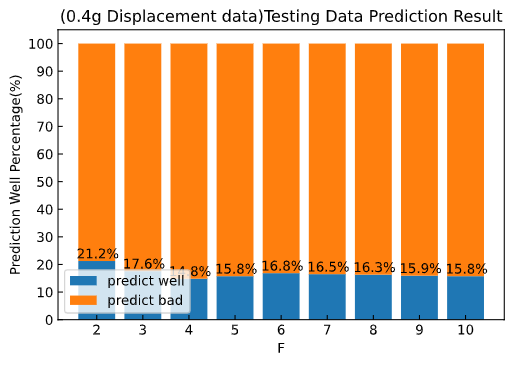 (0.4g Displacement data)Testing Data Prediction Result
Prediction Well Percentage(%)
100
90
80
70
60
50
40
30
20
10
0
21.2% 17.6% 14.8% 15.8% 16.8% 16.5% 16.3% 15.9% 15.8%
predict well
predict bad
2 3 4 5 6 7 8 9 10
F